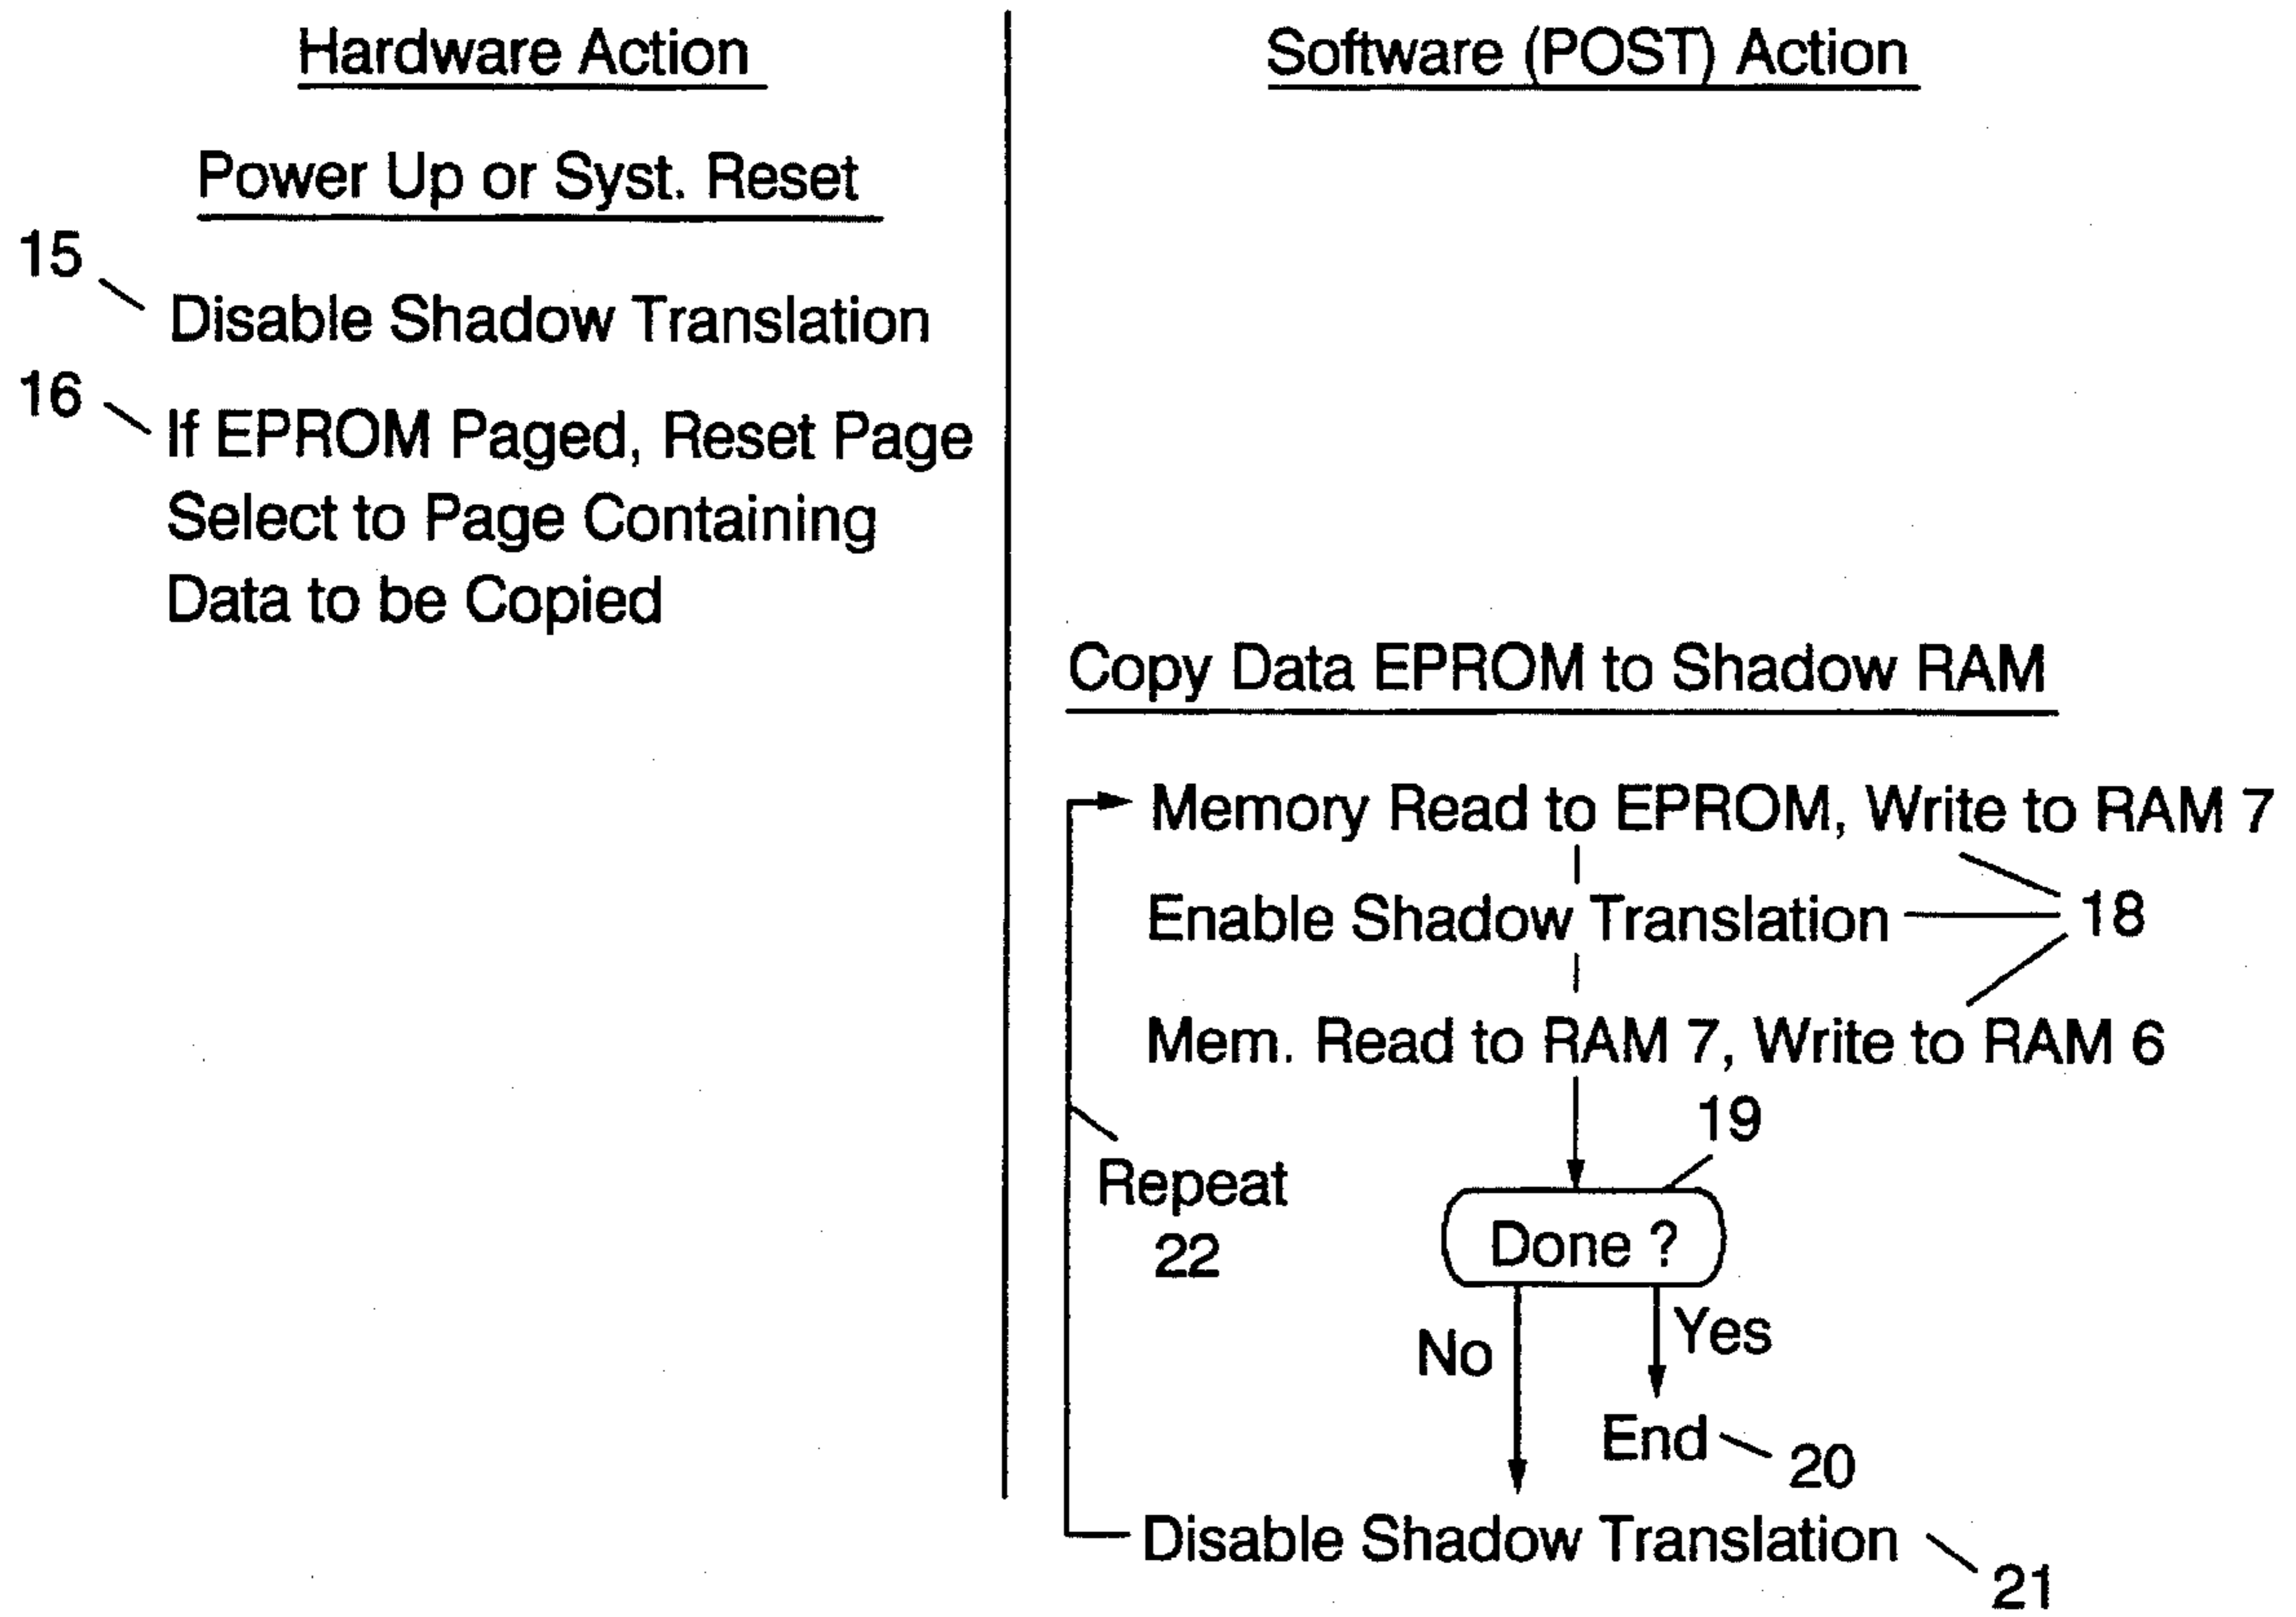 Hardware Action
Power Up or Syst. Reset
15
Disable Shadow Translation
16
If EPROM Paged, Reset Page
Select to Page Containing
Data to be Copied
Software (POST) Action
Copy Data EPROM to Shadow RAM
Memory Read to EPROM, Write to RAM 7
Enable Shadow Translation
18
Mem. Read to RAM 7, Write to RAM 6
19
Repeat
22
Done ?
No
Yes
End
20
Disable Shadow Translation
21